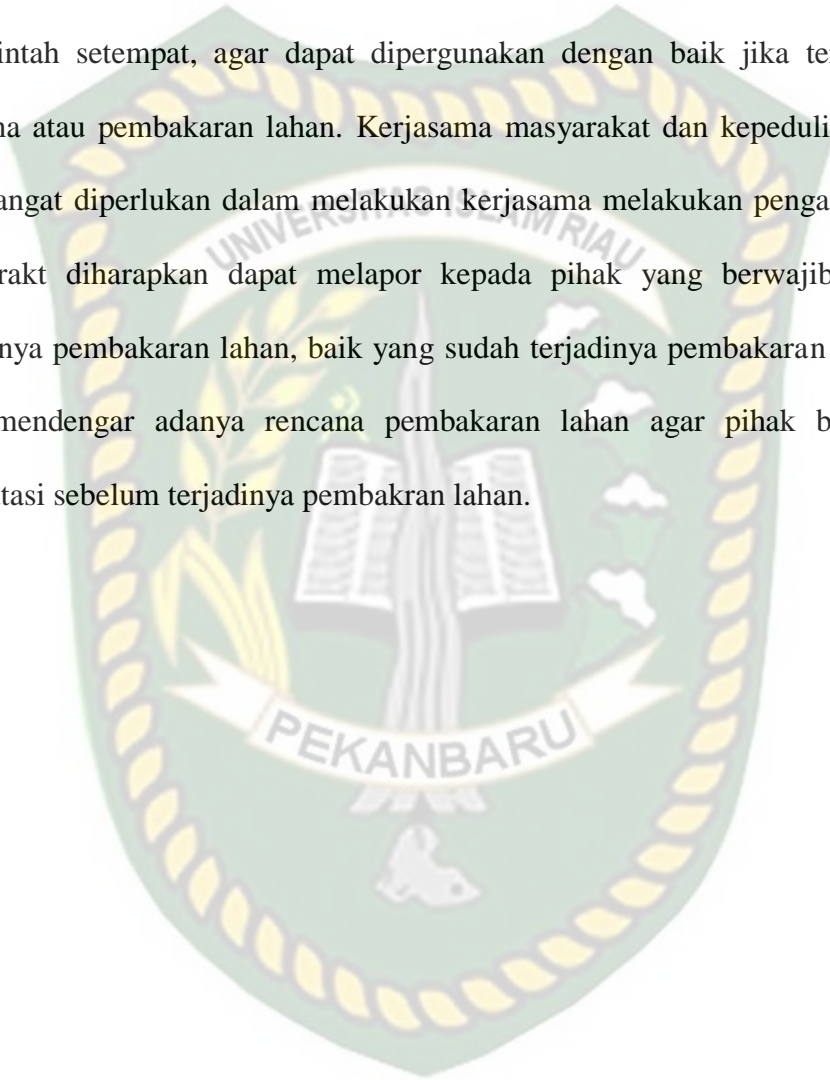 intah setempat, agar dapat dipergunakan dengan baik jika te
na atau pembakaran lahan. Kerjasama masyarakat dan kepeduli
angat diperlukan dalam melakukan kerjasama melakukan penga
UNIVERSITAS ISLAM RIAU
rakt diharapkan dapat melapor kepada pihak yang berwajib
nya pembakaran lahan, baik yang sudah terjadinya pembakaran
mendengar adanya rencana pembakaran lahan agar pihak b
tasi sebelum terjadinya pembakran lahan.
PEKANBARU